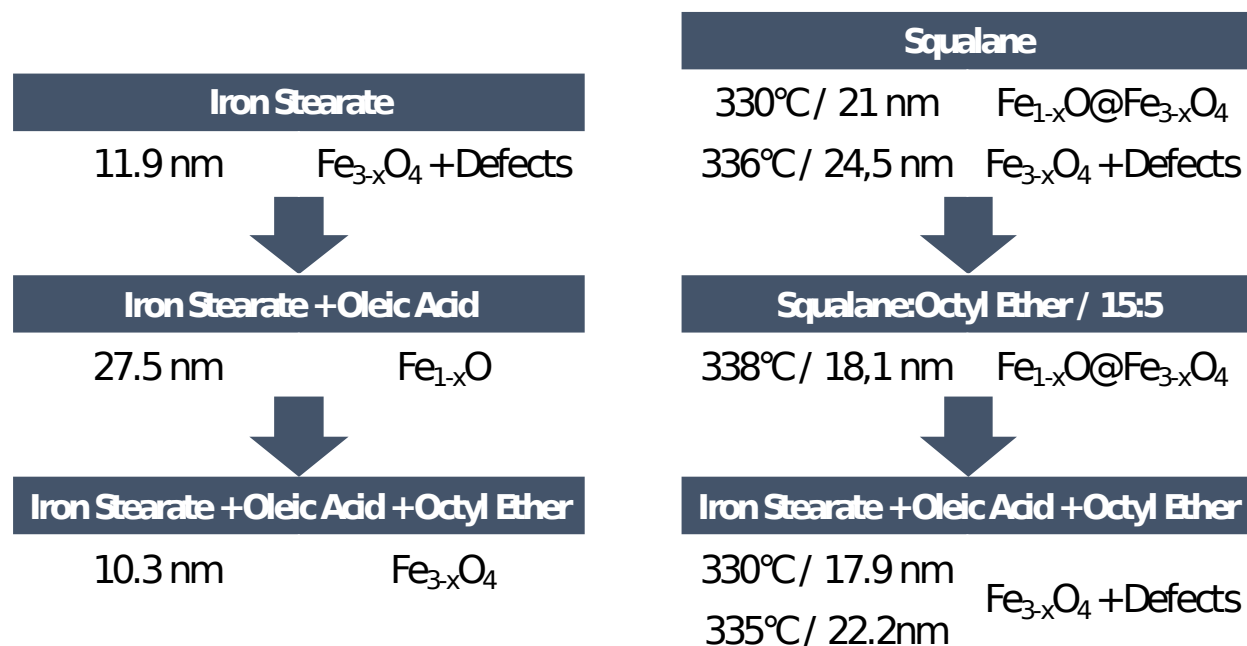 Iron Stearate
11.9 nm Fe₃₋ₓO₄ + Defects
Iron Stearate + Oleic Acid
27.5 nm Fe₁₋ₓO
Iron Stearate + Oleic Acid + Octyl Ether
10.3 nm Fe₃₋ₓO₄
Squalane
330°C / 21 nm Fe₁₋ₓO@Fe₃₋ₓO₄
336°C / 24,5 nm Fe₃₋ₓO₄ + Defects
Squalane:Octyl Ether / 15:5
338°C / 18,1 nm Fe₁₋ₓO@Fe₃₋ₓO₄
Iron Stearate + Oleic Acid + Octyl Ether
330°C / 17.9 nm
Fe₃₋ₓO₄ + Defects
335°C / 22.2nm